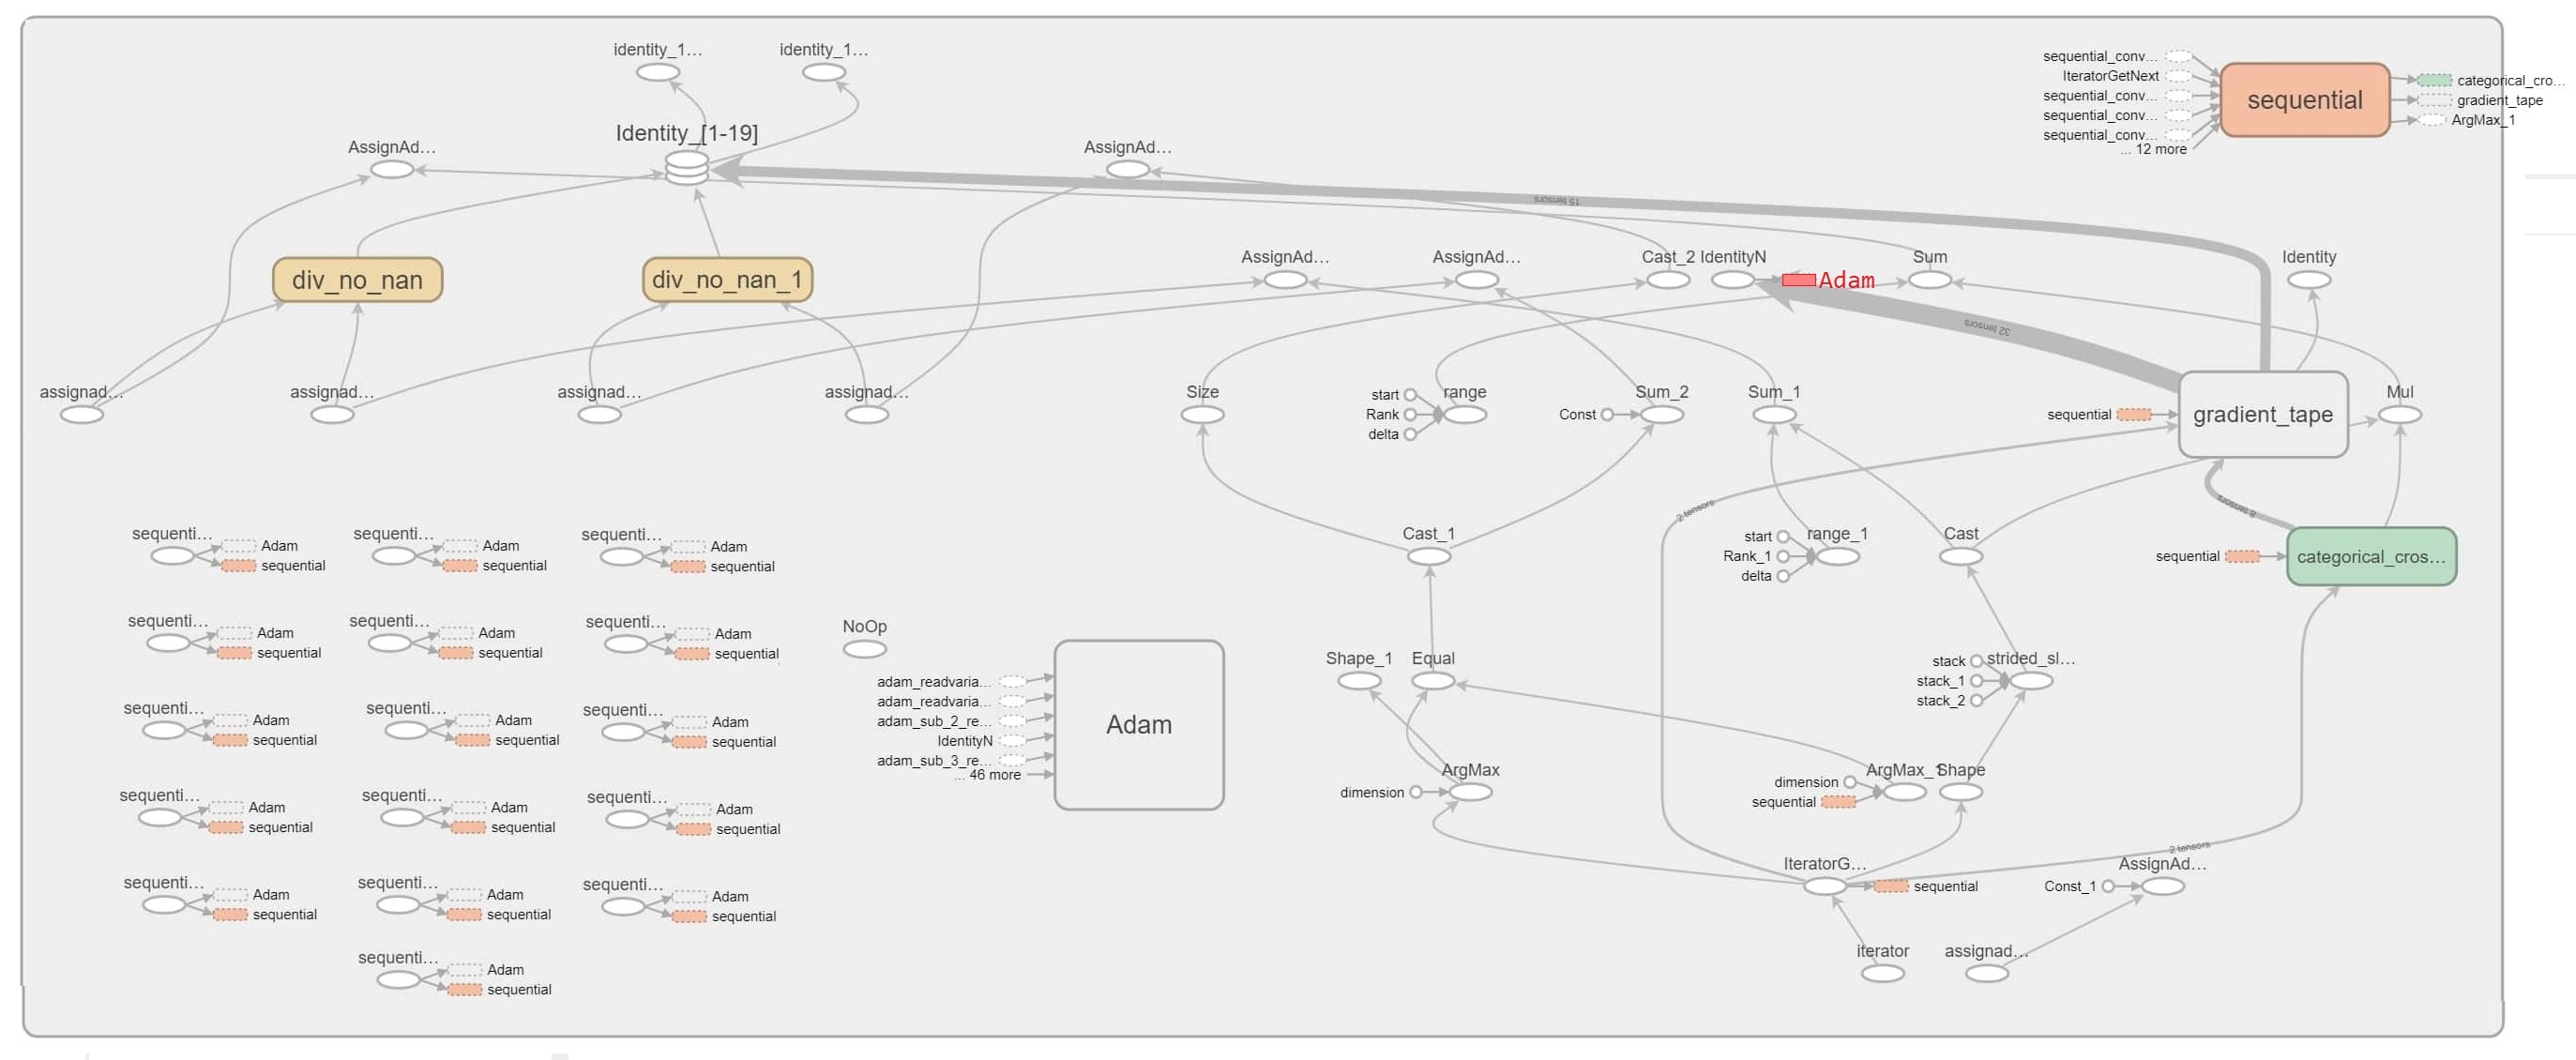 identity_1…
identity_1…
sequential_conv…
IteratorGetNext
sequential_conv…
sequential_conv…
sequential_conv…
... 12 more
sequential
categorical_cro…
gradient_tape
ArgMax_1
Identity_[1-19]
AssignAd…
AssignAd…
15 tensors
div_no_nan
div_no_nan_1
AssignAd…
AssignAd…
Cast_2
IdentityN
Adam
Sum
Identity
32 tensors
assignad…
assignad…
assignad…
assignad…
Size
start
Rank
delta
range
Const
Sum_2
Sum_1
sequential
gradient_tape
Mul
2 tensors
8 tensors
sequenti…
Adam
sequential
sequenti…
Adam
sequential
sequenti…
Adam
sequential
Cast_1
start
Rank_1
delta
range_1
Cast
sequential
categorical_cros…
sequenti…
Adam
sequential
sequenti…
Adam
sequential
sequenti…
Adam
sequential
NoOp
adam_readvaria…
adam_readvaria…
adam_sub_2_re…
IdentityN
adam_sub_3_re…
... 46 more
Adam
Shape_1
Equal
stack
stack_1
stack_2
strided_sl…
sequenti…
Adam
sequential
sequenti…
Adam
sequential
sequenti…
Adam
sequential
dimension
ArgMax
dimension
sequential
ArgMax_1
Shape
sequenti…
Adam
sequential
sequenti…
Adam
sequential
sequenti…
Adam
sequential
IteratorG…
sequential
2 tensors
Const_1
AssignAd…
sequenti…
Adam
sequential
sequenti…
Adam
sequential
sequenti…
Adam
sequential
iterator
assignad…
sequenti…
Adam
sequential